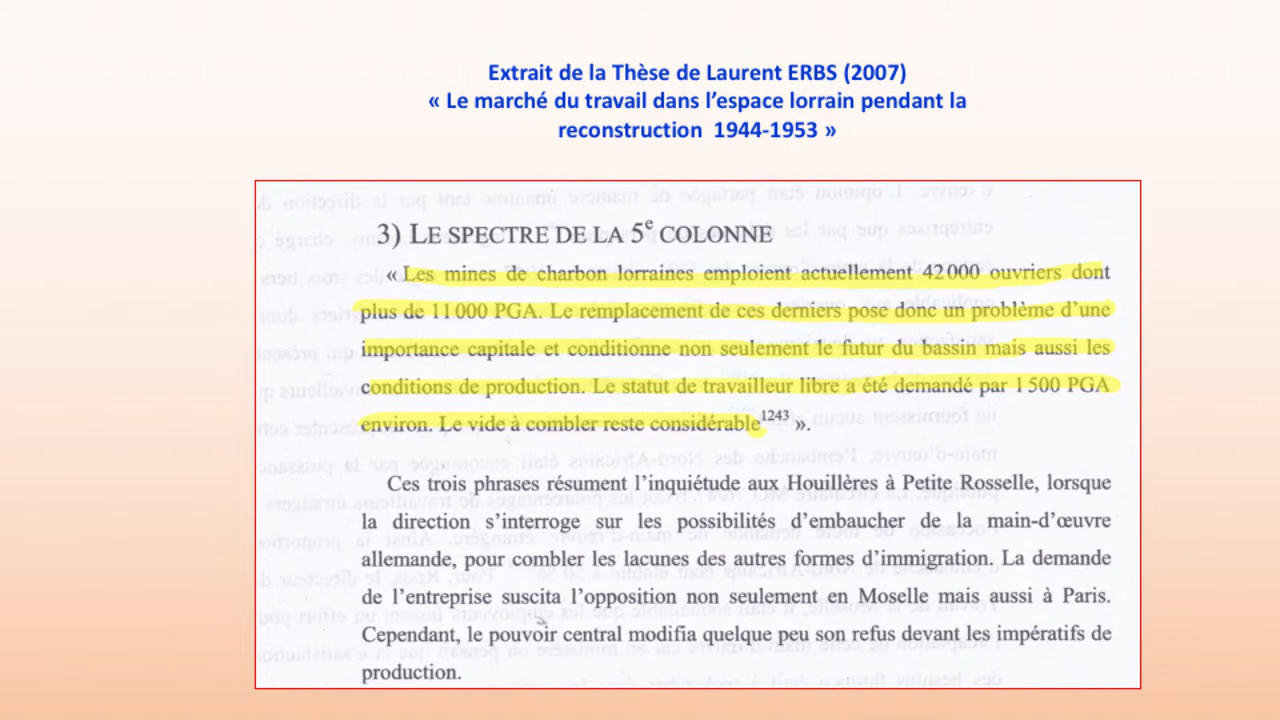 Extrait de la Thèse de Laurent ERBS (2007)
« Le marché du travail dans l’espace lorrain pendant la
reconstruction 1944-1953 »
3) LE SPECTRE DE LA 5e COLONNE
« Les mines de charbon lorraines emploient actuellement 42 000 ouvriers dont
plus de 11 000 PGA. Le remplacement de ces derniers pose donc un problème d’une
importance capitale et conditionne non seulement le futur du bassin mais aussi les
conditions de production. Le statut de travailleur libre a été demandé par 1 500 PGA
environ. Le vide à combler reste considérable1243 ».
Ces trois phrases résument l’inquiétude aux Houillères à Petite Rosselle, lorsque
la direction s’interroge sur les possibilités d’embaucher de la main-d’œuvre
allemande, pour combler les lacunes des autres formes d’immigration. La demande
de l’entreprise suscita l’opposition non seulement en Moselle mais aussi à Paris.
Cependant, le pouvoir central modifia quelque peu son refus devant les impératifs de
production.